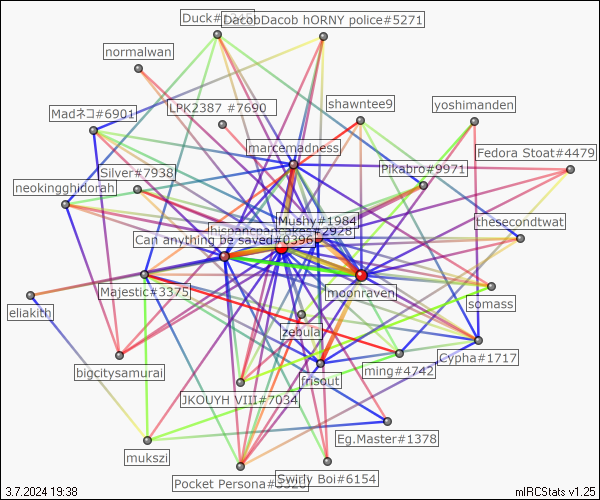 Duck#
DacobDacob hORNY police#5271
normalwan
LPK2387 #7690
shawntee9
yoshimanden
Madネコ#6901
marcemadness
Fedora Stoat#4479
Silver#7938
Pikabro#9971
neokingghidorah
Mushy#1984
thesecondtwat
#2928
Can anything be saved#0396
Majestic#3375
moonraven
somass
eliakith
zebula
Cypha#1717
bigcitysamurai
frisout
ming#4742
JKOUYH VIII#7034
Eg.Master#1378
mukszi
Pocket Persona
Swirly Boi#6154
3.7.2024 19:38
mIRCStats v1.25